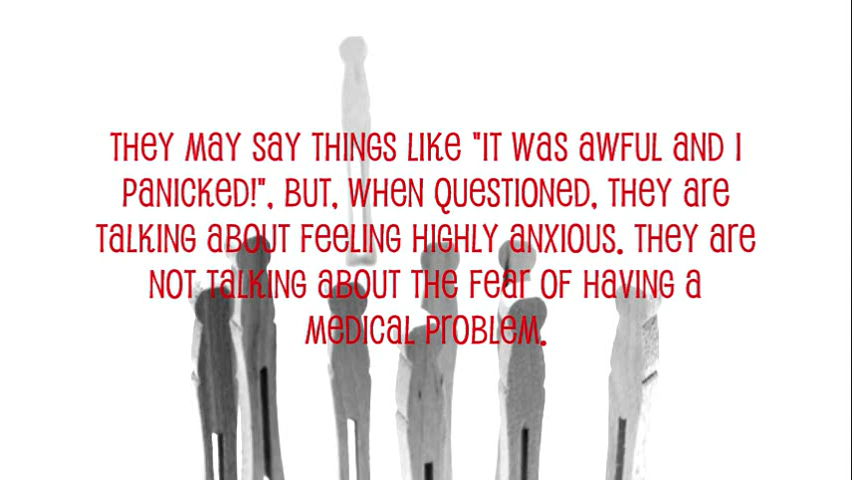 They may say things like "It was awful and I
panicked!", but, when questioned, they are
talking about feeling highly anxious. They are
not talking about the fear of having a
medical problem.